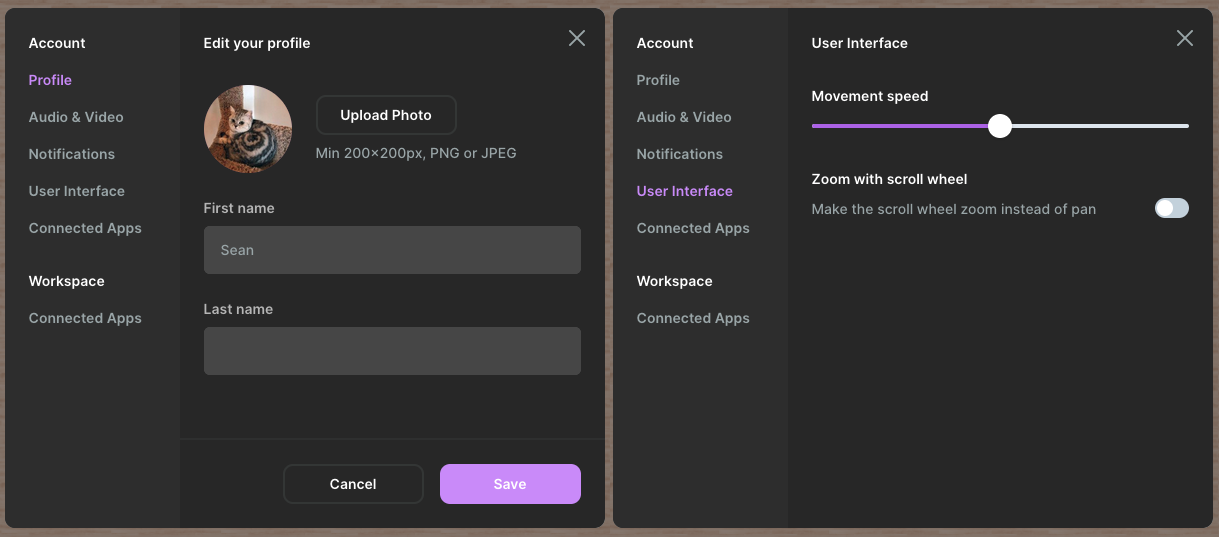 Account
Profile
Audio & Video
Notifications
User Interface
Connected Apps
Workspace
Connected Apps
Edit your profile
Upload Photo
Min 200×200px, PNG or JPEG
First name
Sean
Last name
Cancel
Save
Account
Profile
Audio & Video
Notifications
User Interface
Connected Apps
Workspace
Connected Apps
User Interface
Movement speed
Zoom with scroll wheel
Make the scroll wheel zoom instead of pan